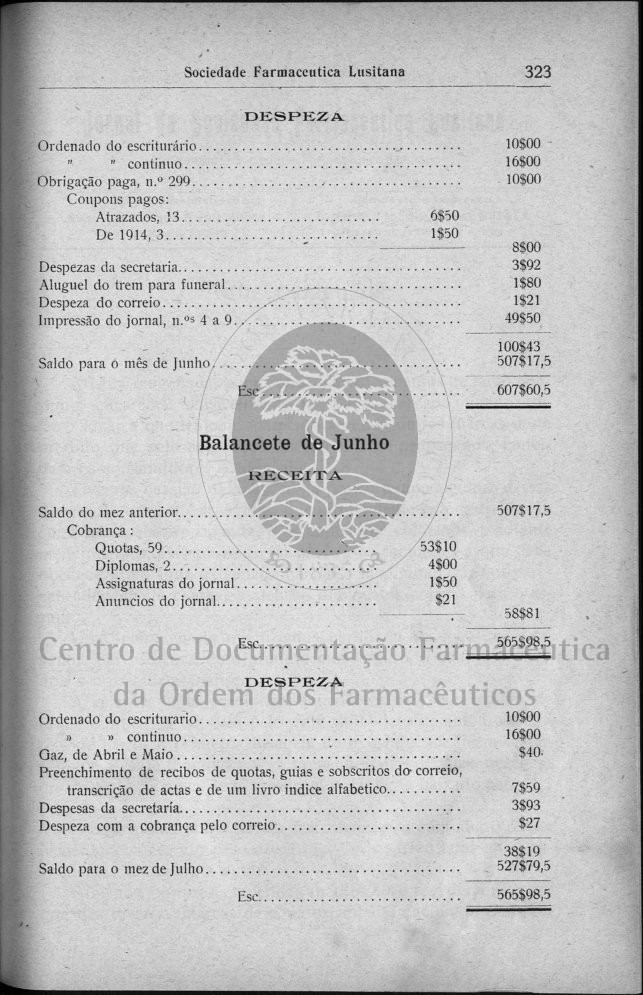 Sociedade Farmaceutica Lusitana 323
DESPEZA
Ordenado do escriturário........ 10$00
" " continuo........ 16$00
Obrigação paga, n.º 299........ 10$00
Coupons pagos:
Atrazados, 13........ 6$50
De 1914, 3........ 1$50
8$00
Despezas da secretaria........ 3$92
Aluguel do trem para funeral........ 1$80
Despeza do correio........ 1$21
Impressão do jornal, n.os 4 a 9........ 49$50
100$43
Saldo para o mês de Junho........ 507$17,5
Esc........ 607$60,5
Balancete de Junho
RECEITA
Saldo do mez anterior........ 507$17,5
Cobrança:
Quotas, 59........ 53$10
Diplomas, 2........ 4$00
Assignaturas do jornal........ 1$50
Anuncios do jornal........ $21
58$81
Esc........ 565$98,5
Centro de Documentação Farmacêutica
da Ordem dos Farmacêuticos
DESPEZA
Ordenado do escriturario........ 10$00
» » continuo........ 16$00
Gaz, de Abril e Maio........ $40
Preenchimento de recibos de quotas, guias e sobscritos do correio,
transcrição de actas e de um livro indice alfabetico........ 7$59
Despesas da secretaría........ 3$93
Despeza com a cobrança pelo correio........ $27
38$19
Saldo para o mez de Julho........ 527$79,5
Esc........ 565$98,5